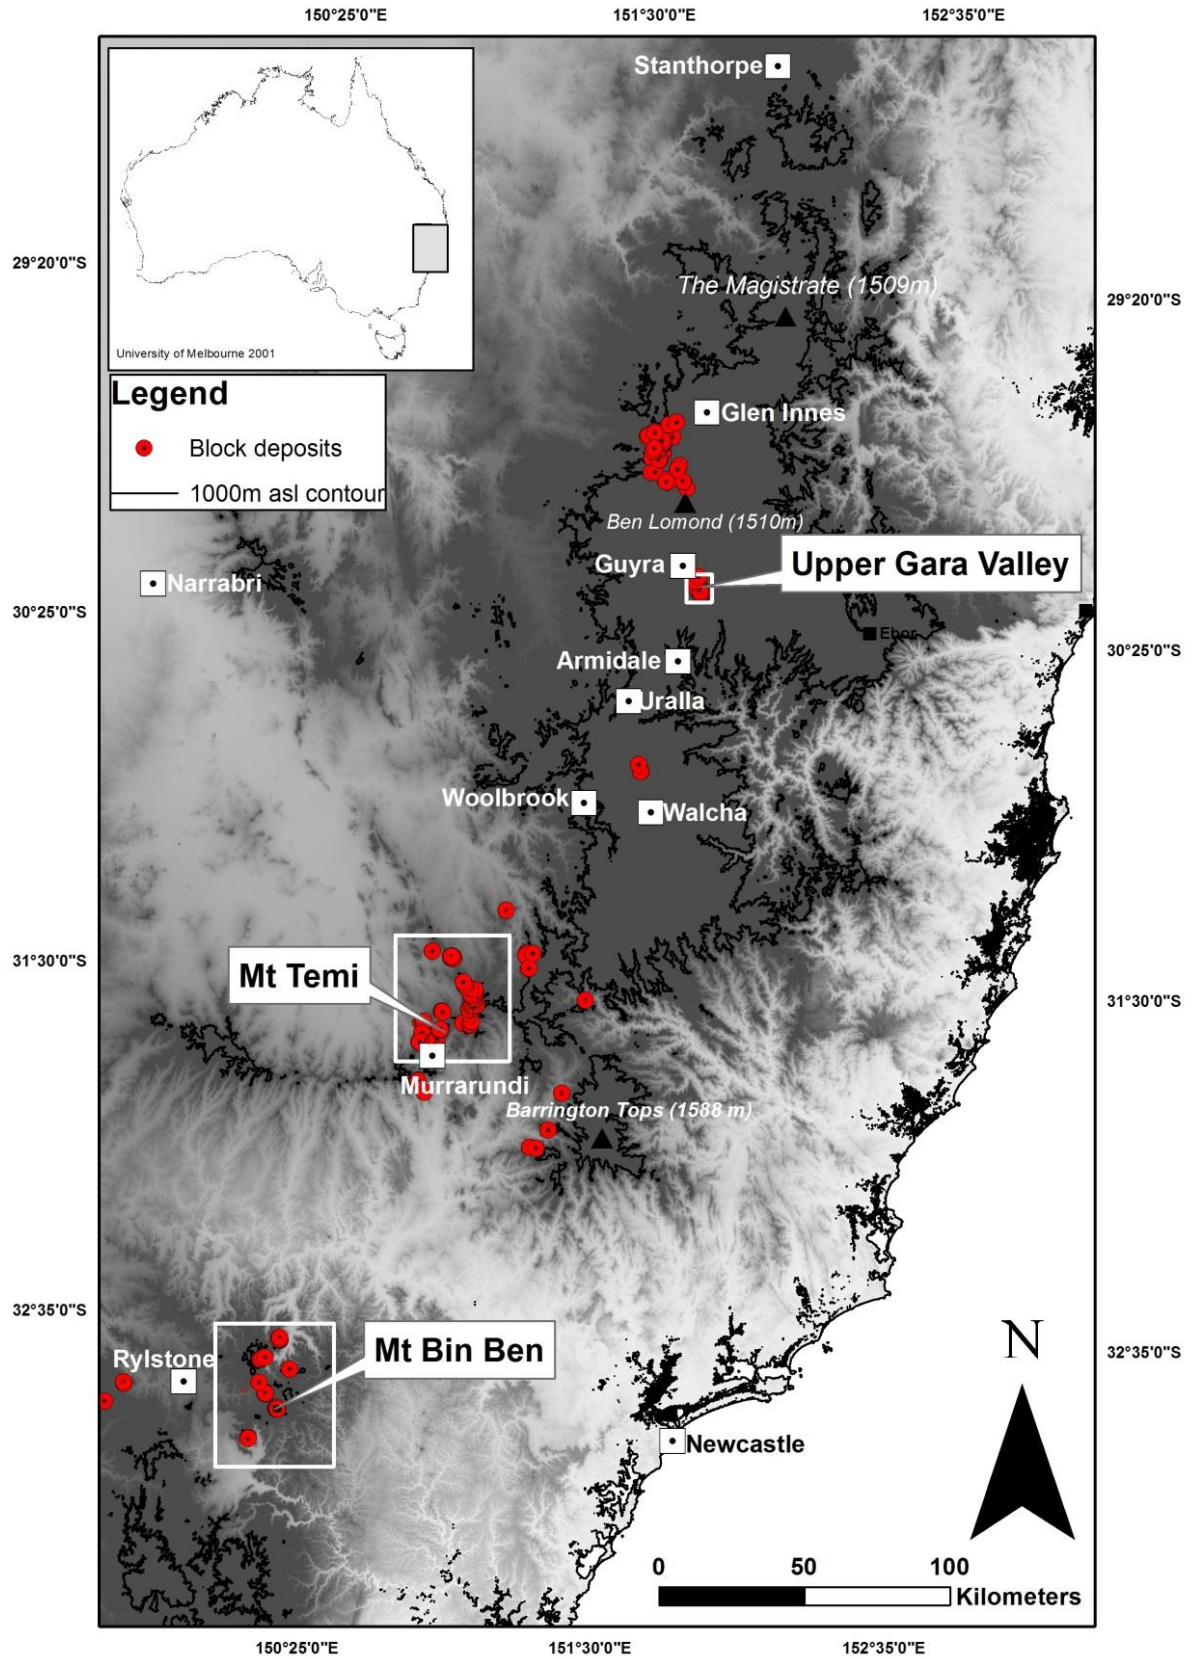 150°25'0"E
151°30'0"E
152°35'0"E
Stanthorpe
University of Melbourne 2001
29°20'0"S
The Magistrate (1509m)
29°20'0"S
Legend
Block deposits
1000m asl contour
Glen Innes
Ben Lomond (1510m)
Guyra
Upper Gara Valley
Narrabri
30°25'0"S
Ebor
30°25'0"S
Armidale
Uralla
Woolbrook
Walcha
31°30'0"S
Mt Temi
31°30'0"S
Murrarundi
Barrington Tops (1588 m)
32°35'0"S
Mt Bin Ben
N
32°35'0"S
Rylstone
Newcastle
0 50 100
Kilometers
150°25'0"E
151°30'0"E
152°35'0"E